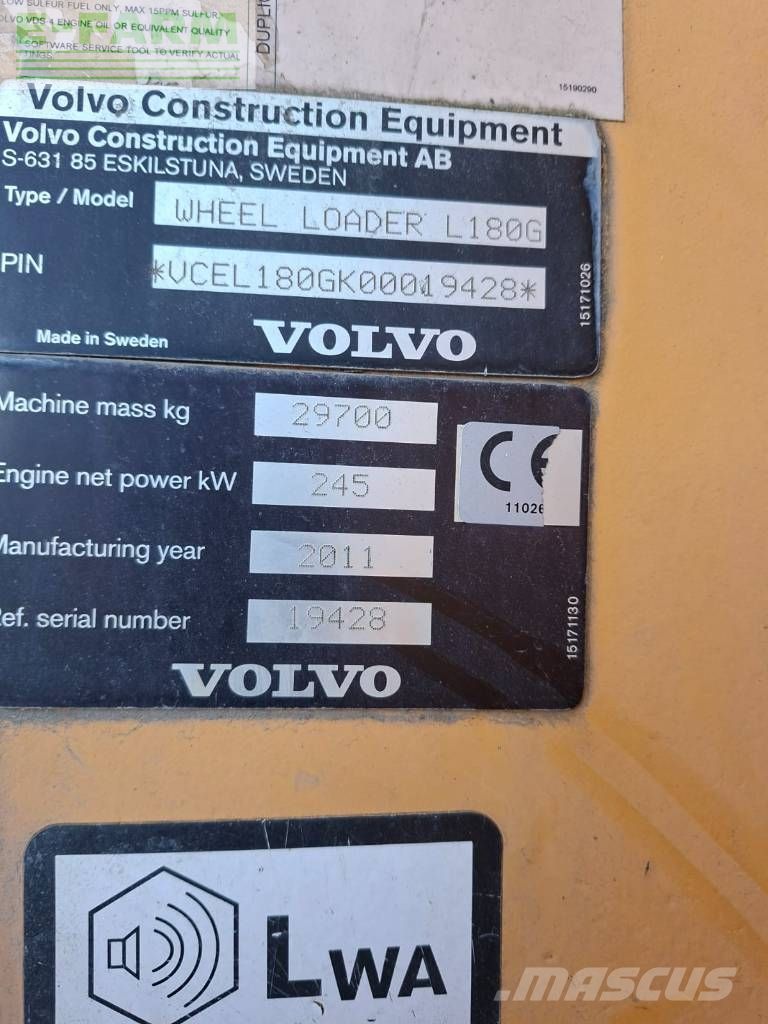 LOW SULFUR FUEL ONLY, MAX 15PPM SULFUR,
VOLVO VDS-4 ENGINE OIL OR EQUIVALENT QUALITY
SOFTWARE SERVICE TOOL TO VERIFY ACTUAL
FARM
15190290
Volvo Construction Equipment
Volvo Construction Equipment AB
S-631 85 ESKILSTUNA, SWEDEN
Type / Model WHEEL LOADER L180G
PIN *VCEL180GK00019428*
15171026
Made in Sweden VOLVO
Machine mass kg 29700
Engine net power kW 245
CE
11026
Manufacturing year 2011
Ref. serial number 19428
15171130
VOLVO
LWA
mascus